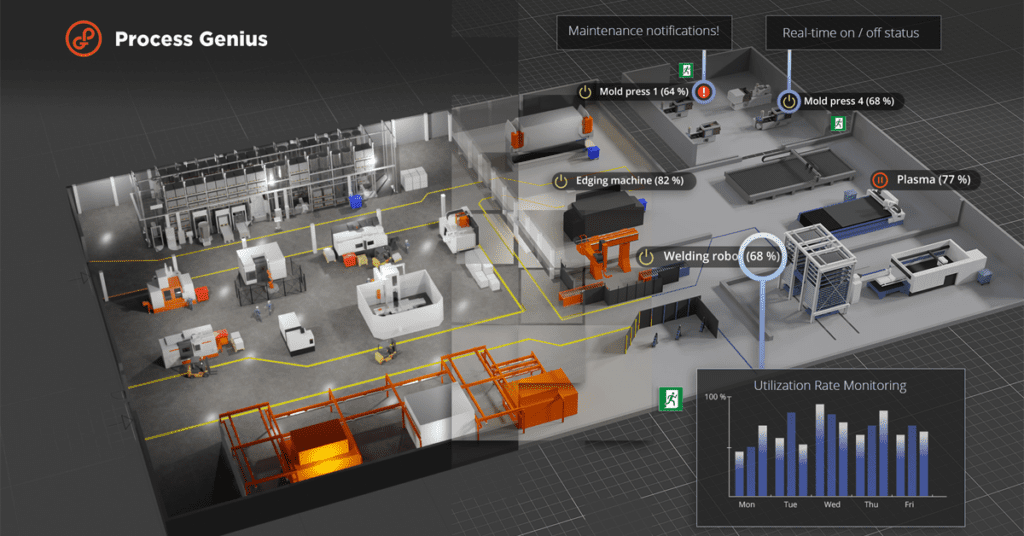 Process Genius
Maintenance notifications!
Real-time on / off status
Mold press 1 (64 %)
Mold press 4 (68 %)
Edging machine (82 %)
Plasma (77 %)
Welding robo (68 %)
Utilization Rate Monitoring
100 %
Mon Tue Wed Thu Fri